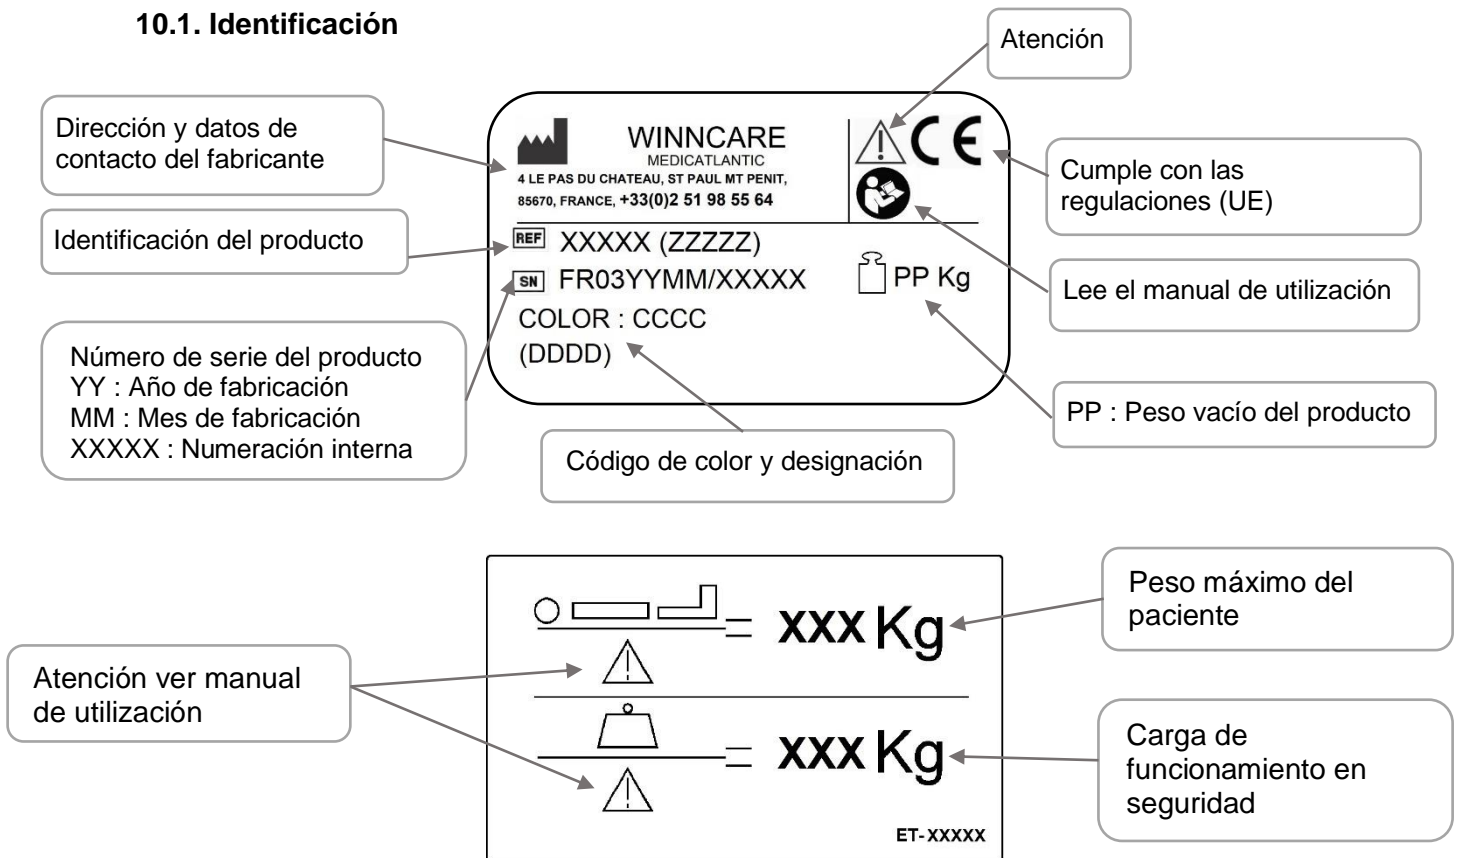 10.1. Identificación
Atención
Dirección y datos de
contacto del fabricante
WINNCARE
MEDICATLANTIC
4 LE PAS DU CHATEAU, ST PAUL MT PENIT,
85670, FRANCE, +33(0)2 51 98 55 64
CE
Cumple con las
regulaciones (UE)
Identificación del producto
REF XXXXX (ZZZZZ)
SN FR03YYMM/XXXXX
COLOR : CCCC
(DDDD)
PP Kg
Lee el manual de utilización
Número de serie del producto
YY : Año de fabricación
MM : Mes de fabricación
XXXXX : Numeración interna
PP : Peso vacío del producto
Código de color y designación
= XXX Kg
Peso máximo del
paciente
Atención ver manual
de utilización
= XXX Kg
Carga de
funcionamiento en
seguridad
ET-XXXXX